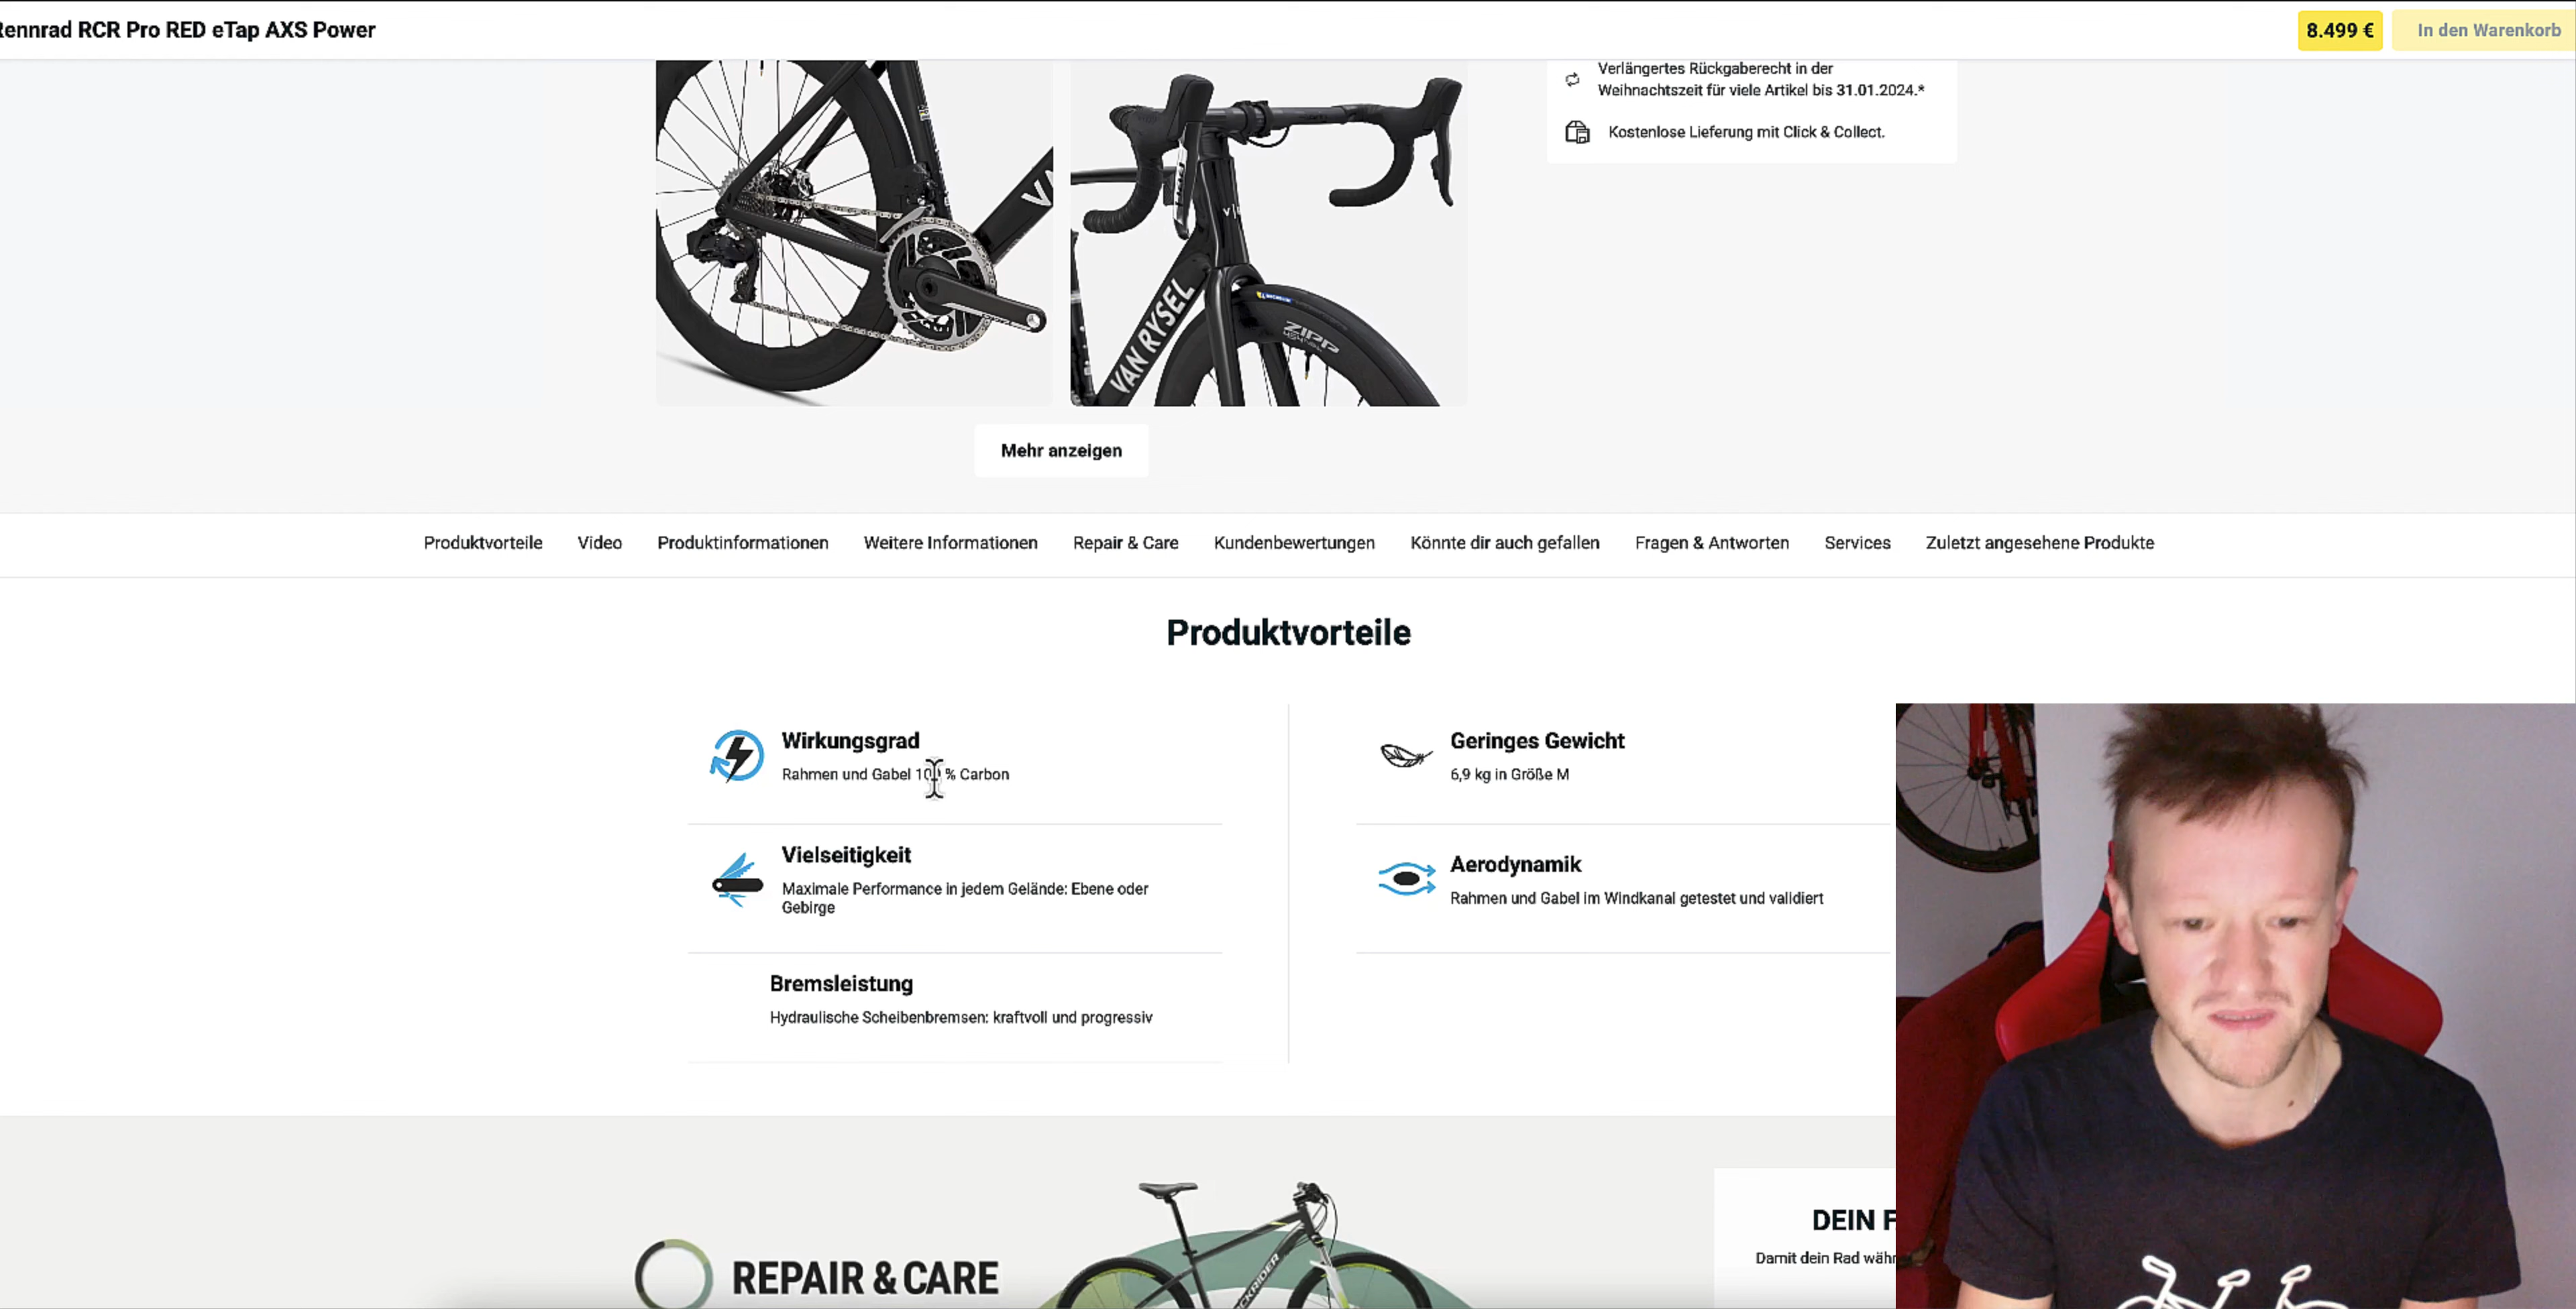 Rennrad RCR Pro RED eTap AXS Power
8.499 €
In den Warenkorb
Verlängertes Rückgaberecht in der
Weihnachtszeit für viele Artikel bis 31.01.2024.*
Kostenlose Lieferung mit Click & Collect.
VAN RYSEL
MICHELIN
ZIPP
Mehr anzeigen
Produktvorteile
Video
Produktinformationen
Weitere Informationen
Repair & Care
Kundenbewertungen
Könnte dir auch gefallen
Fragen & Antworten
Services
Zuletzt angesehene Produkte
Produktvorteile
Wirkungsgrad
Rahmen und Gabel 100 % Carbon
Geringes Gewicht
6,9 kg in Größe M
Vielseitigkeit
Maximale Performance in jedem Gelände: Ebene oder
Gebirge
Aerodynamik
Rahmen und Gabel im Windkanal getestet und validiert
Bremsleistung
Hydraulische Scheibenbremsen: kraftvoll und progressiv
REPAIR & CARE
DEIN F
Damit dein Rad währ